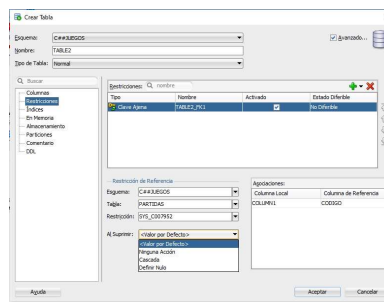 Crear Tabla
Esquema: C##JUEGOS
Avanzado...
Nombre: TABLE2
Tipo de Tabla: Normal
Buscar
Columnas
Restricciones
Índices
En Memoria
Almacenamiento
Particiones
Comentario
DDL
Restricciones: nombre
Tipo Nombre Activado Estado Diferible
Clave Ajena TABLE2_FK1 No Diferible
Restricción de Referencia
Esquema: C##JUEGOS
Tabla: PARTIDAS
Restricción: SYS_C007952
Al Suprimir: <Valor por Defecto>
<Valor por Defecto>
Ninguna Acción
Cascada
Definir Nulo
Asociaciones:
Columna Local Columna de Referencia
COLUMN1 CODIGO
Ayuda
Aceptar Cancelar